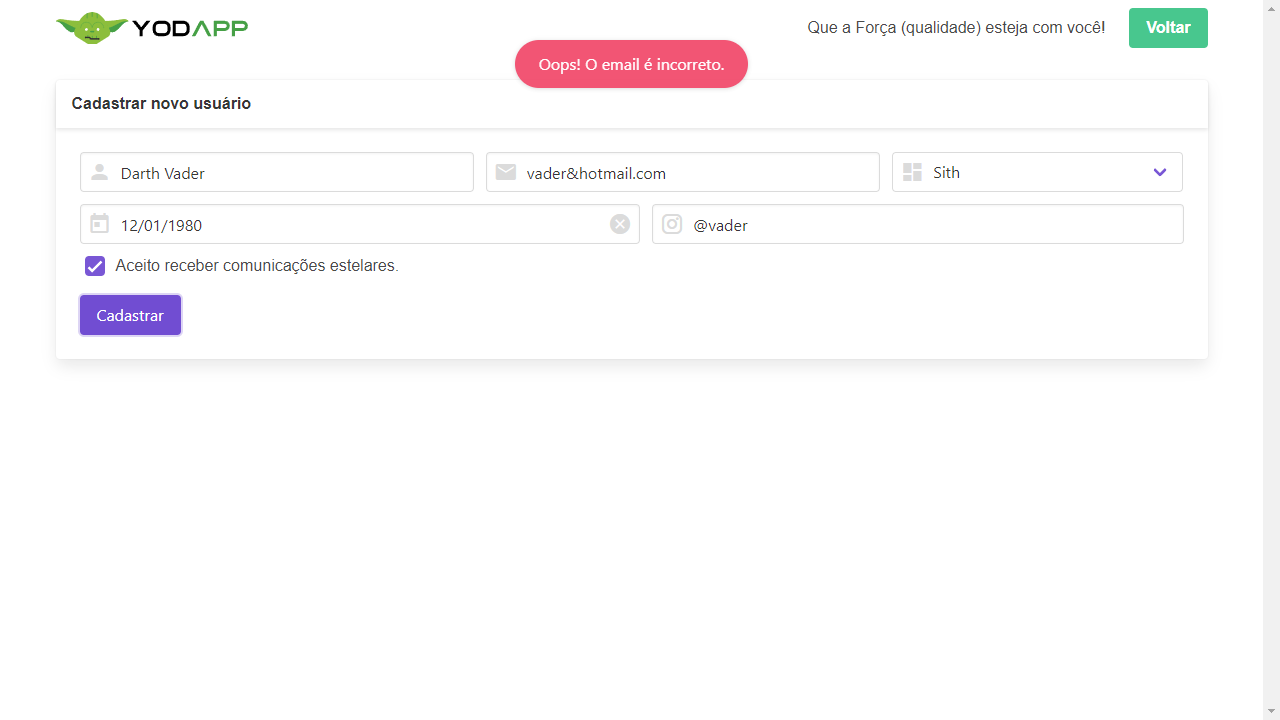 YODAPP
Que a Força (qualidade) esteja com você!
Voltar
Oops! O email é incorreto.
Cadastrar novo usuário
Darth Vader
vader&hotmail.com
Sith
12/01/1980
@vader
Aceito receber comunicações estelares.
Cadastrar